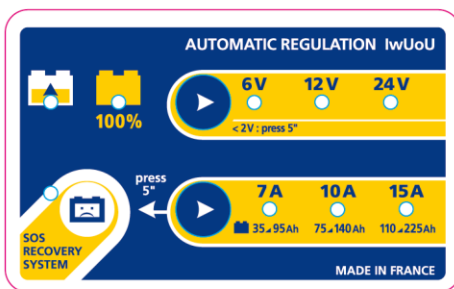 AUTOMATIC REGULATION IwUoU
6V 12V 24V
100%
< 2V : press 5"
press
5"
7A 10A 15A
35 95Ah 75 140Ah 110 225Ah
SOS
RECOVERY
SYSTEM
MADE IN FRANCE